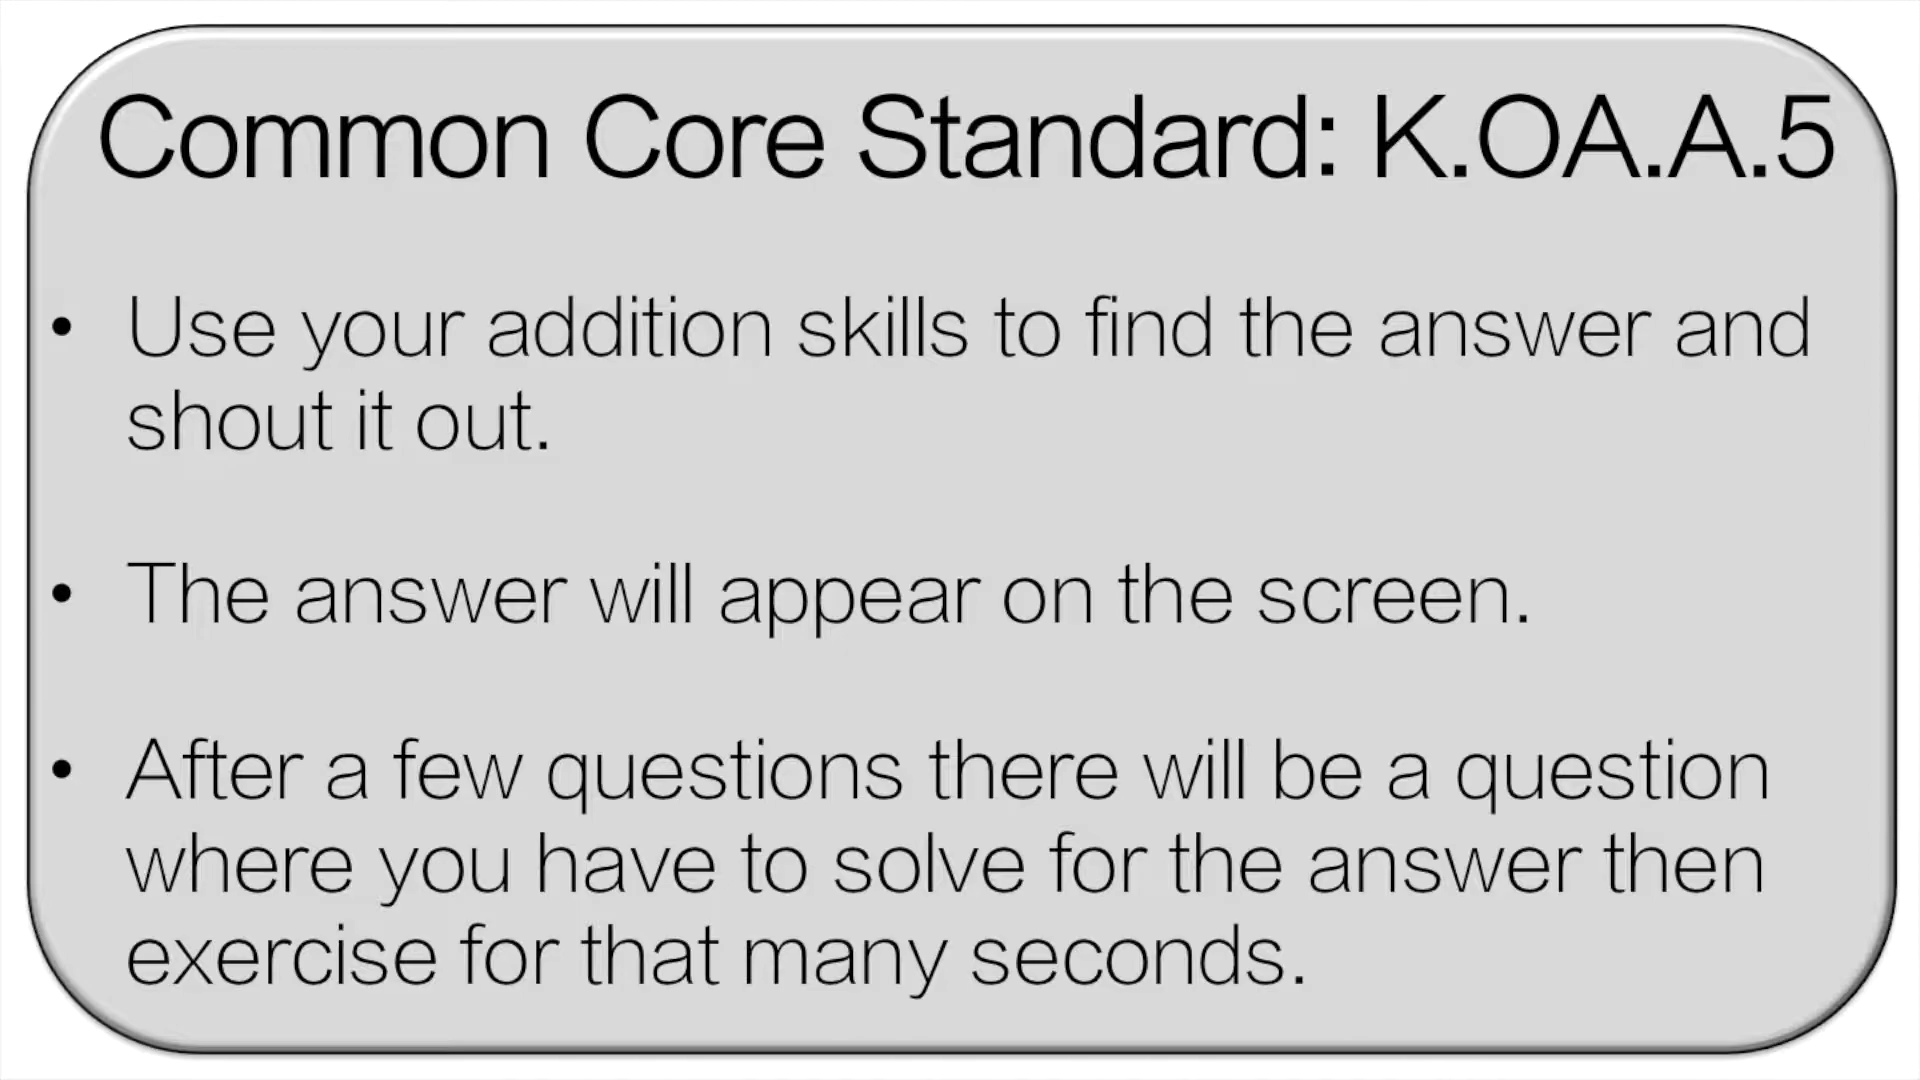 Common Core Standard: K.OA.A.5
• Use your addition skills to find the answer and
shout it out.
• The answer will appear on the screen.
• After a few questions there will be a question
where you have to solve for the answer then
exercise for that many seconds.